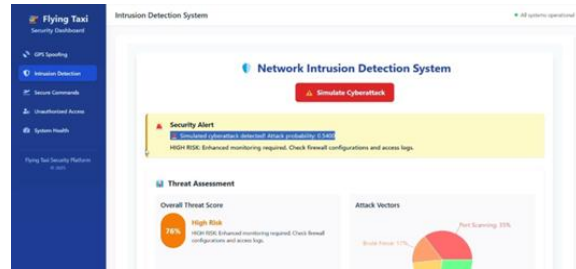 Flying Taxi
Security Dashboard
GPS Spoofing
Intrusion Detection
Secure Commands
Unauthorized Access
System Health
Flying Taxi Security Platform
© 2025
Intrusion Detection System
All systems operational
Network Intrusion Detection System
Simulate Cyberattack
Security Alert
Simulated cyberattack detected! Attack probability: 0.5400
HIGH RISK: Enhanced monitoring required. Check firewall configurations and access logs.
Threat Assessment
Overall Threat Score
76%
High Risk
HIGH RISK: Enhanced monitoring required. Check firewall
configurations and access logs.
Attack Vectors
Port Scanning: 35%
Brute Force: 17%